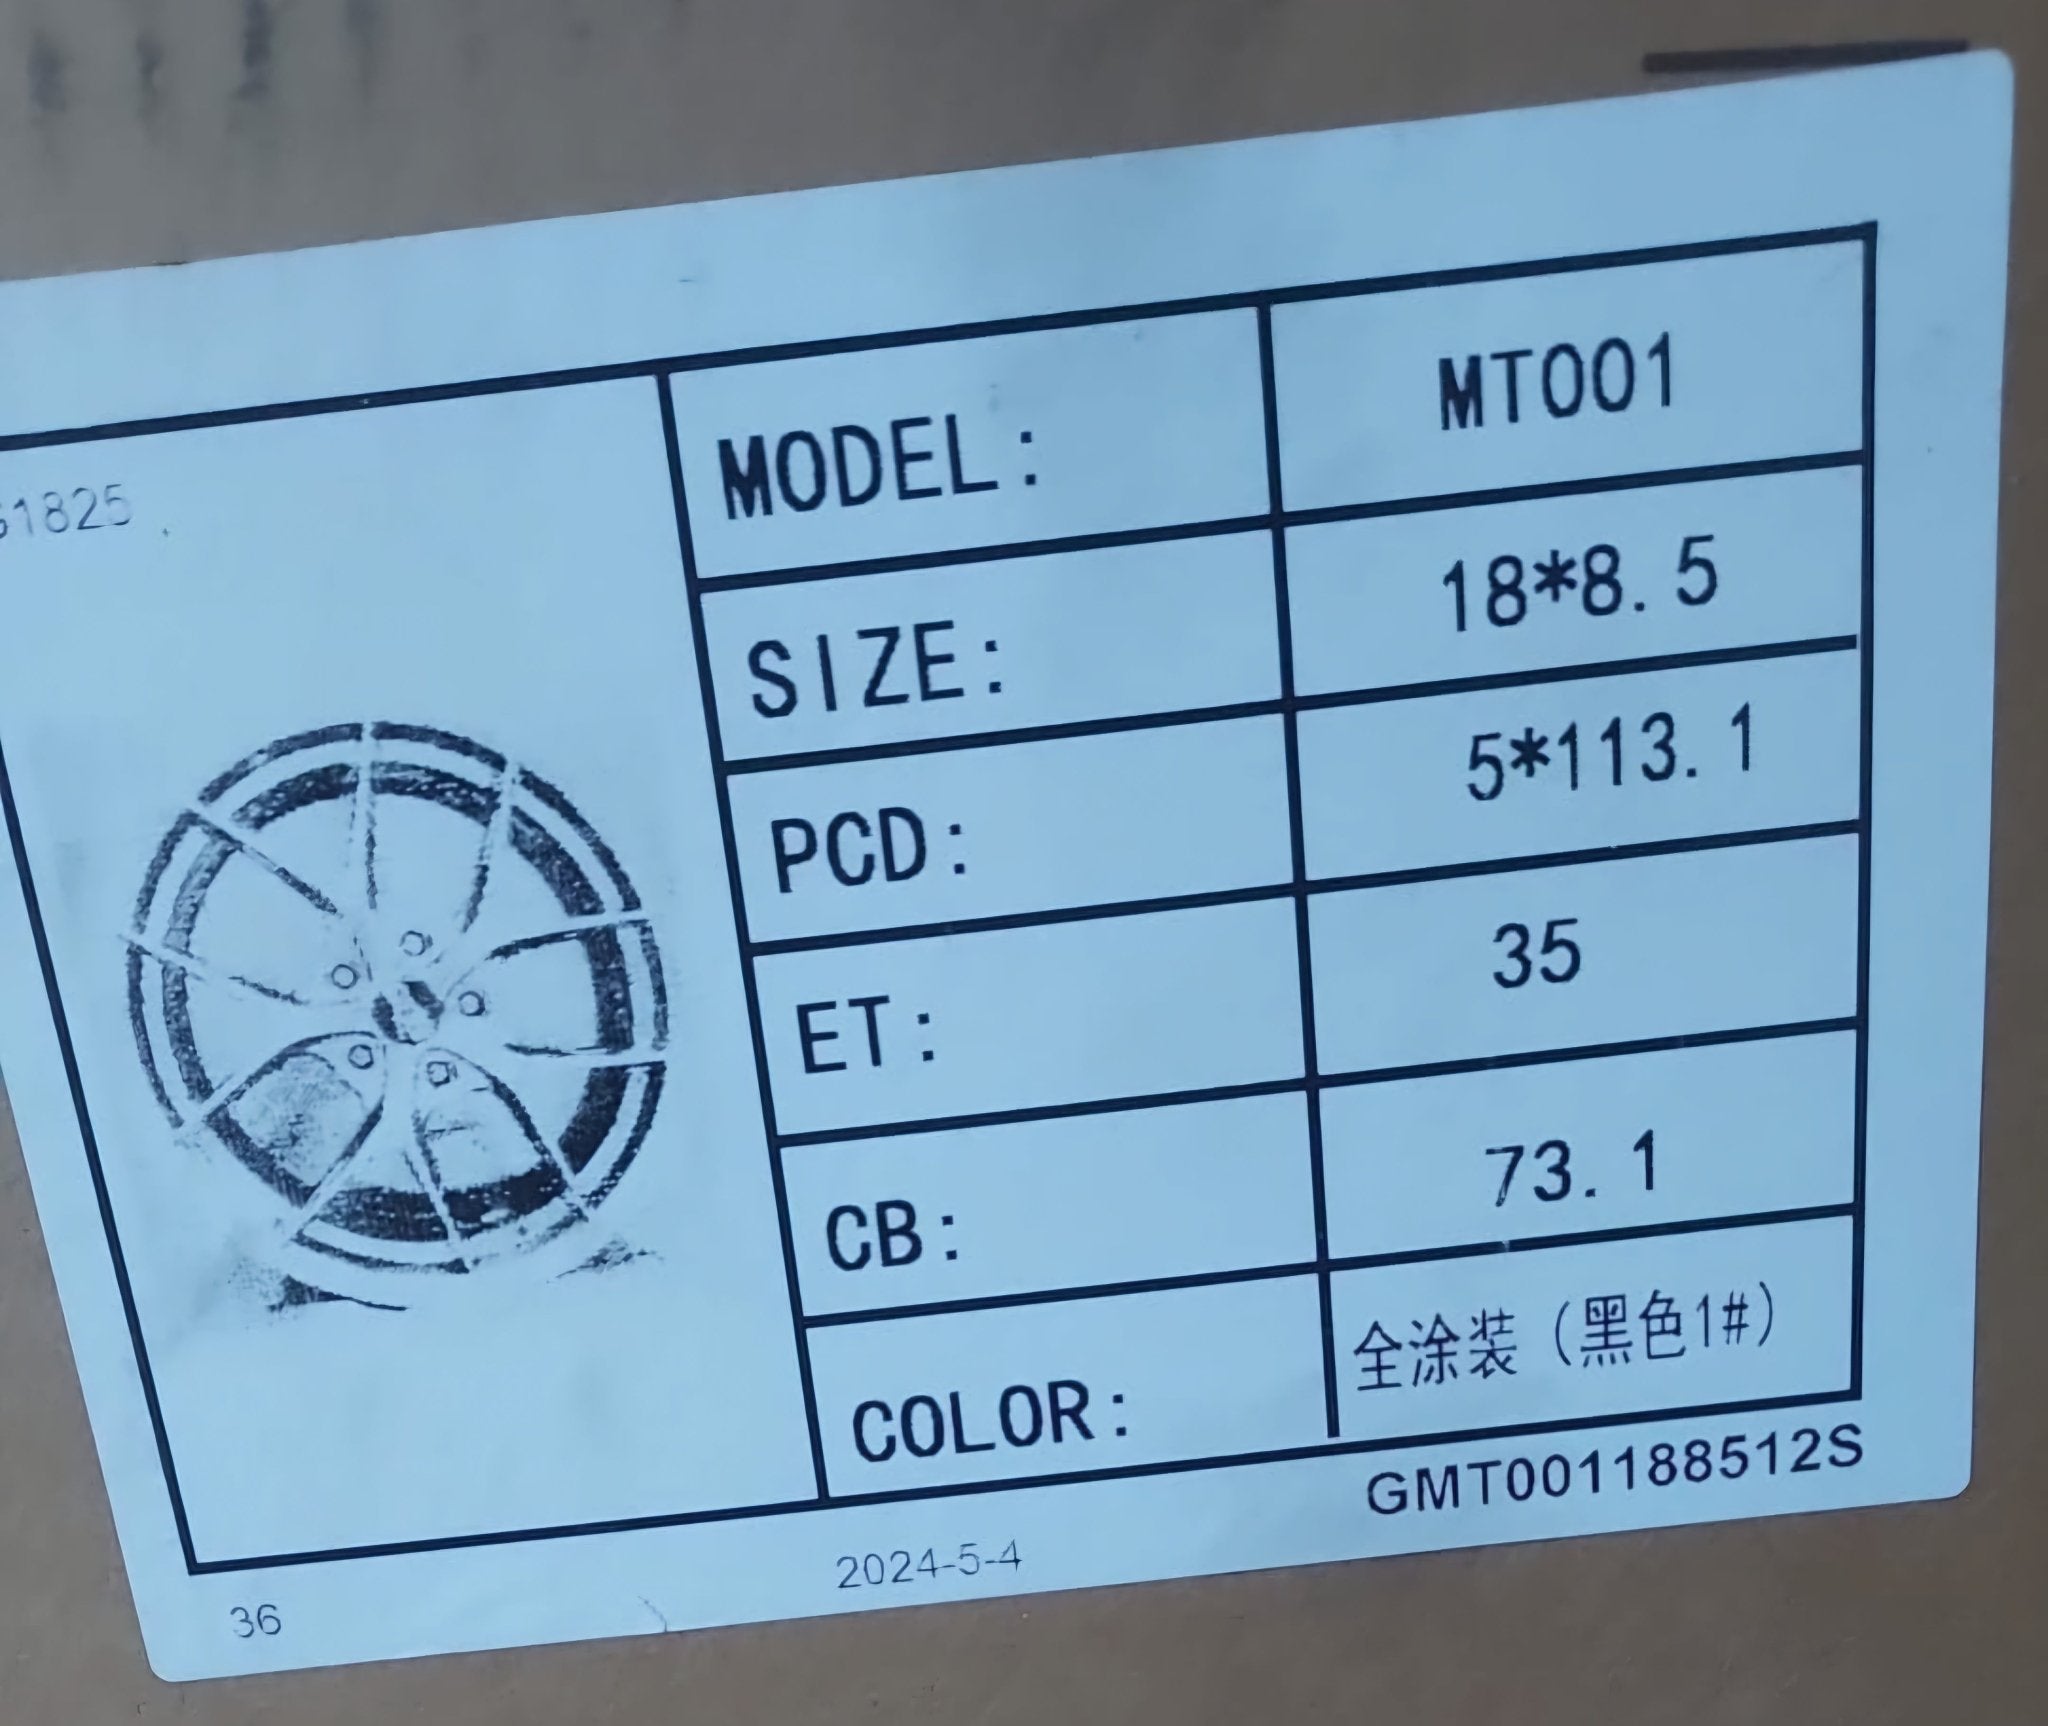 1825
MODEL: MT001
SIZE: 18*8.5
PCD: 5*113.1
ET: 35
CB: 73.1
COLOR: 全涂装(黑色1#)
GMT001188512S
36 2024-5-4